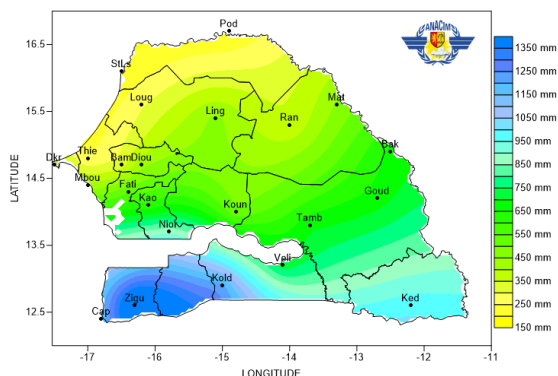 ANACIM
Pod
16.5
StLs
Loug
Ling
Ran
Mat
15.5
Dkr
Thie
Bam
Diou
Bak
Mbou
14.5
Fati
Kao
Koun
Goud
Niol
Tamb
13.5
Veli
Kold
Zigu
Ked
12.5
Cap
-17
-16
-15
-14
-13
-12
-11
LATITUDE
LONGITUDE
1350 mm
1250 mm
1150 mm
1050 mm
950 mm
850 mm
750 mm
650 mm
550 mm
450 mm
350 mm
250 mm
150 mm